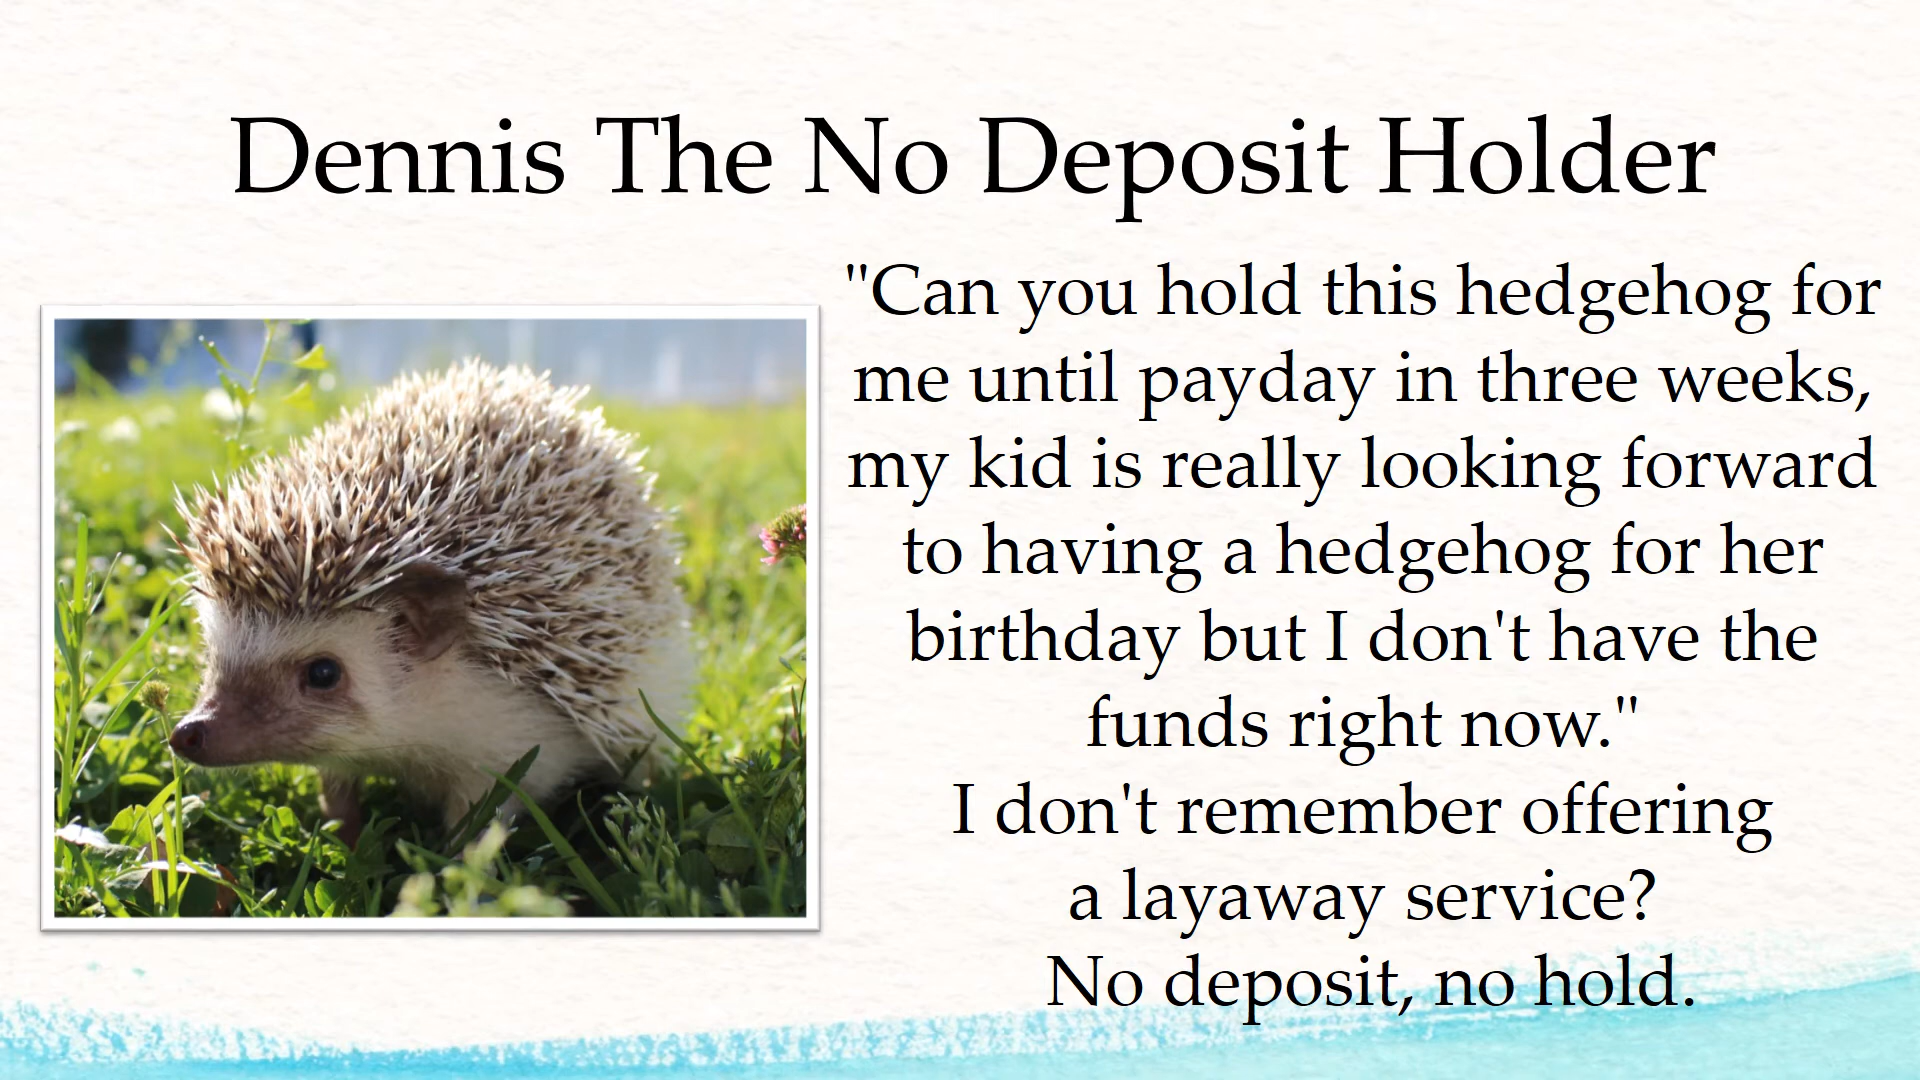 Dennis The No Deposit Holder
"Can you hold this hedgehog for
me until payday in three weeks,
my kid is really looking forward
to having a hedgehog for her
birthday but I don't have the
funds right now."
I don't remember offering
a layaway service?
No deposit, no hold.